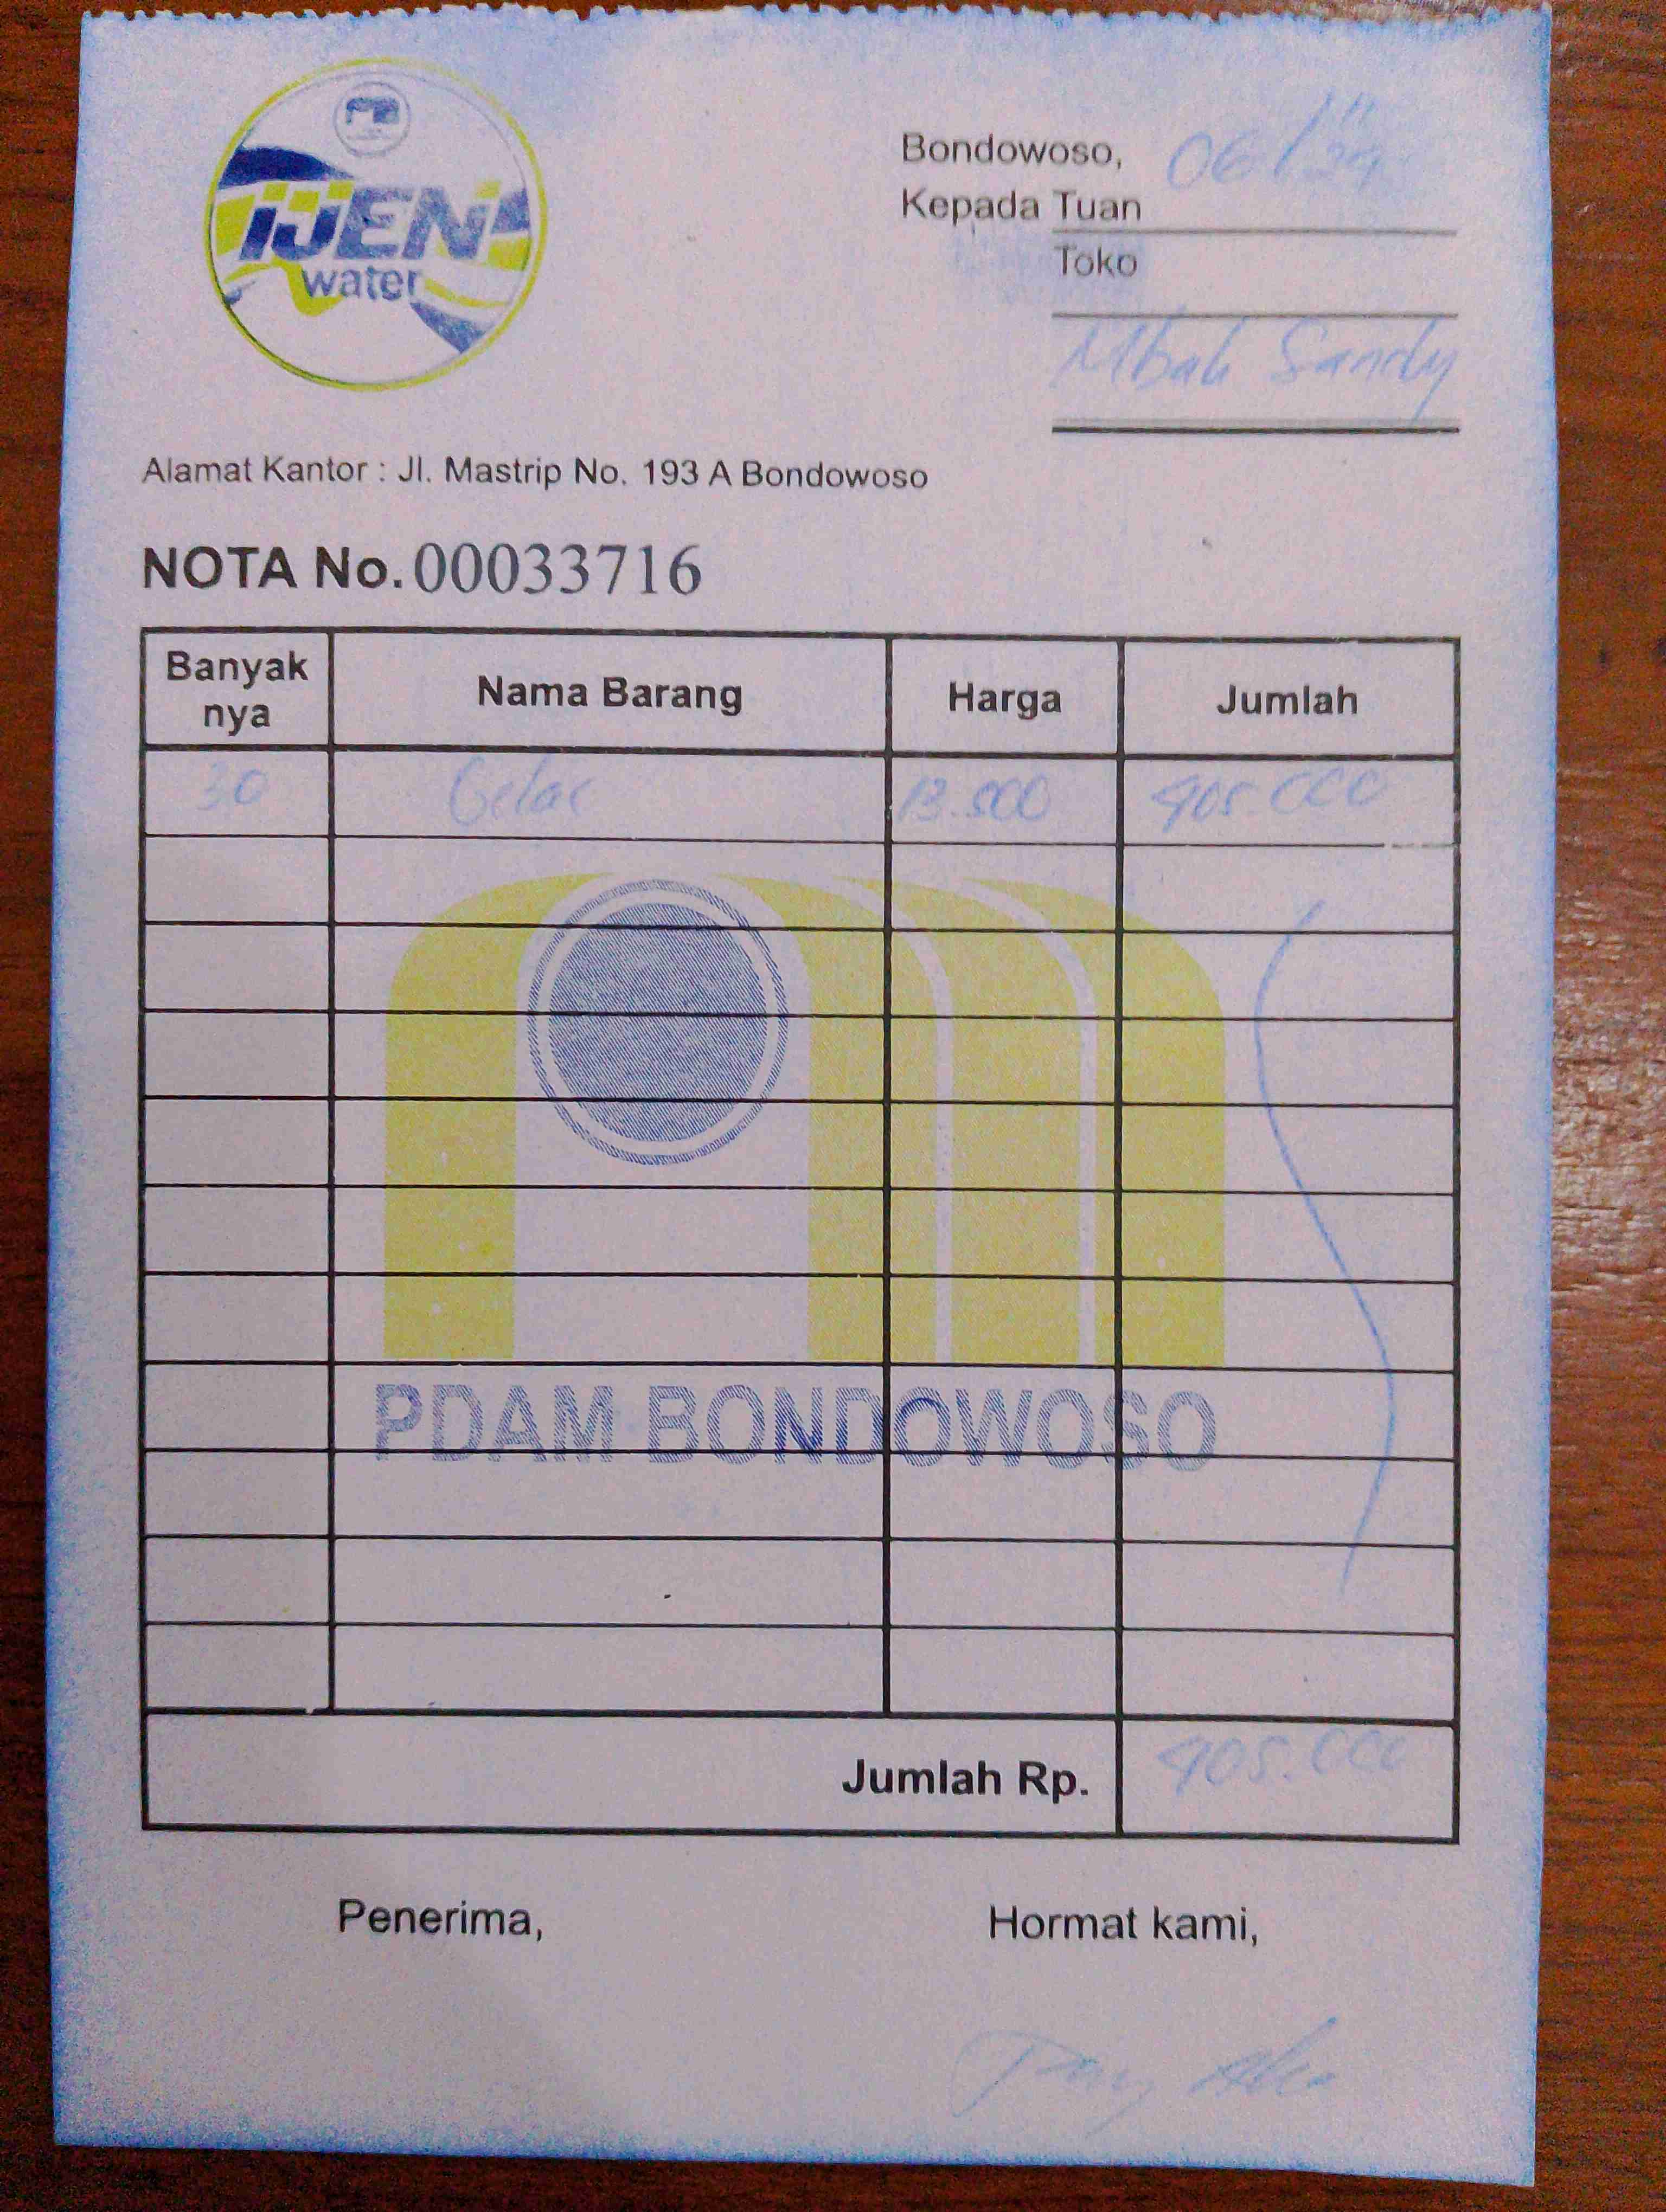 IJEN
water
Bondowoso, 06/11/24
Kepada Tuan
Toko
Mbak Sandy
Alamat Kantor : Jl. Mastrip No. 193 A Bondowoso
NOTA No. 00033716
Banyak nya Nama Barang Harga Jumlah
30 Gelas 13.500 405.000
PDAM BONDOWOSO
Jumlah Rp. 405.000
Penerima, Hormat kami,